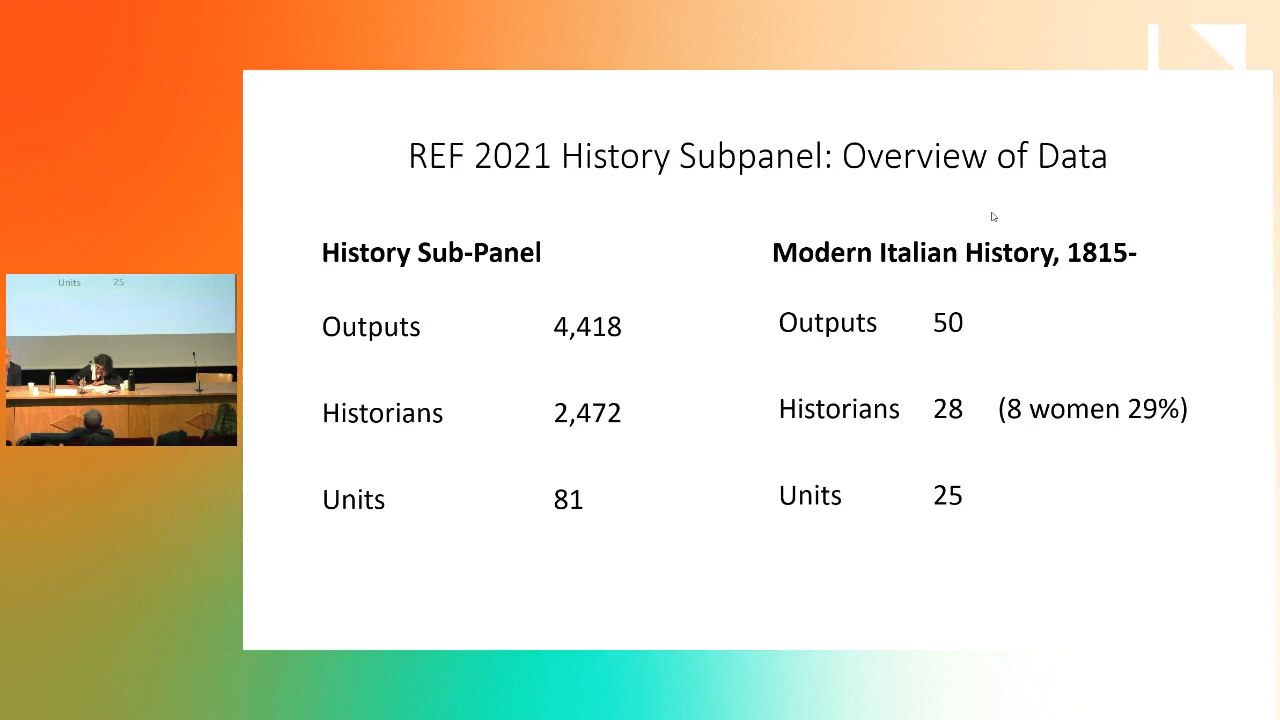 REF 2021 History Subpanel: Overview of Data
History Sub-Panel
Outputs 4,418
Historians 2,472
Units 81
Modern Italian History, 1815-
Outputs 50
Historians 28 (8 women 29%)
Units 25
Units 25